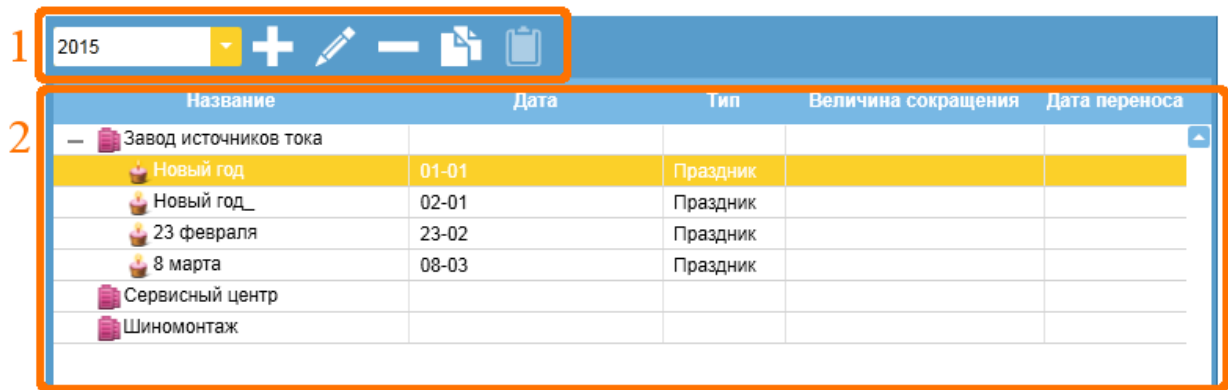 1
2015
2
Название Дата Тип Величина сокращения Дата переноса
Завод источников тока
Новый год 01-01 Праздник
Новый год_ 02-01 Праздник
23 февраля 23-02 Праздник
8 марта 08-03 Праздник
Сервисный центр
Шиномонтаж